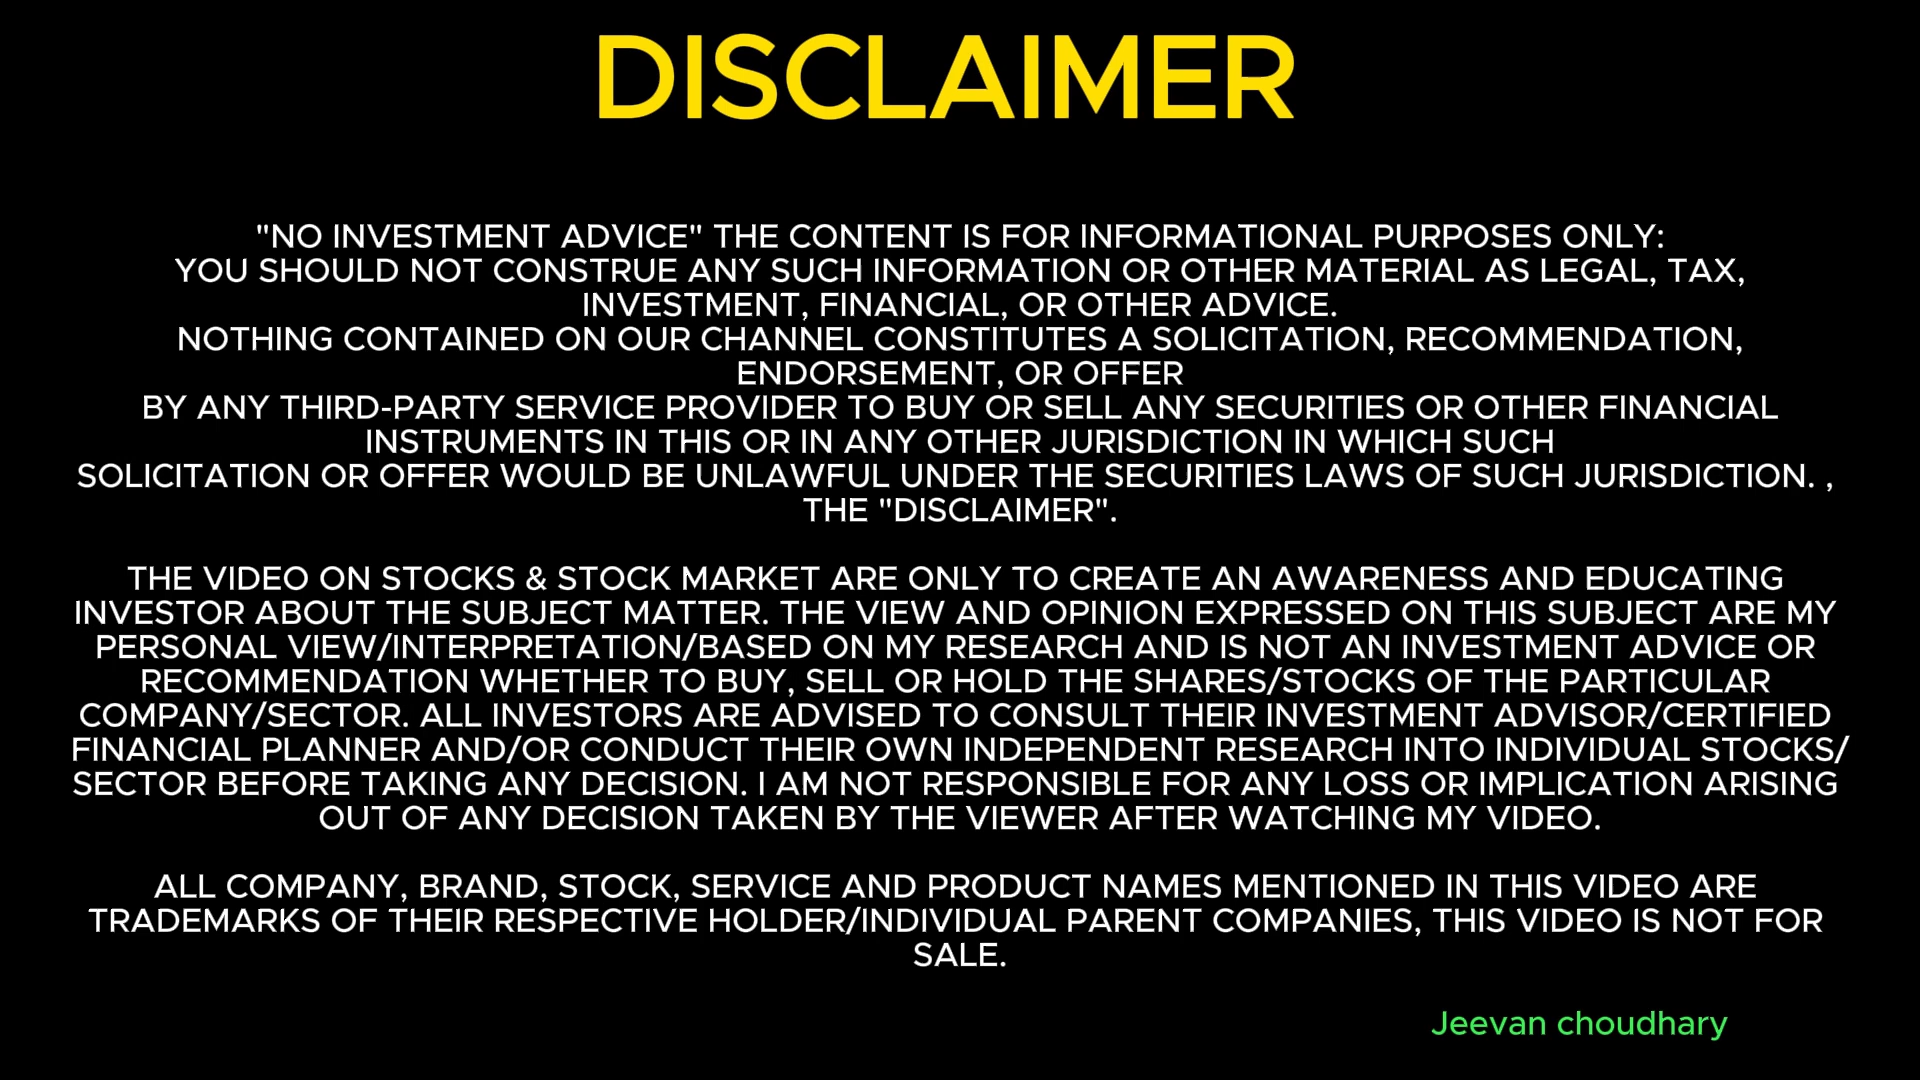 DISCLAIMER
"NO INVESTMENT ADVICE" THE CONTENT IS FOR INFORMATIONAL PURPOSES ONLY:
YOU SHOULD NOT CONSTRUE ANY SUCH INFORMATION OR OTHER MATERIAL AS LEGAL, TAX,
INVESTMENT, FINANCIAL, OR OTHER ADVICE.
NOTHING CONTAINED ON OUR CHANNEL CONSTITUTES A SOLICITATION, RECOMMENDATION,
ENDORSEMENT, OR OFFER
BY ANY THIRD-PARTY SERVICE PROVIDER TO BUY OR SELL ANY SECURITIES OR OTHER FINANCIAL
INSTRUMENTS IN THIS OR IN ANY OTHER JURISDICTION IN WHICH SUCH
SOLICITATION OR OFFER WOULD BE UNLAWFUL UNDER THE SECURITIES LAWS OF SUCH JURISDICTION. ,
THE "DISCLAIMER".
THE VIDEO ON STOCKS & STOCK MARKET ARE ONLY TO CREATE AN AWARENESS AND EDUCATING
INVESTOR ABOUT THE SUBJECT MATTER. THE VIEW AND OPINION EXPRESSED ON THIS SUBJECT ARE MY
PERSONAL VIEW/INTERPRETATION/BASED ON MY RESEARCH AND IS NOT AN INVESTMENT ADVICE OR
RECOMMENDATION WHETHER TO BUY, SELL OR HOLD THE SHARES/STOCKS OF THE PARTICULAR
COMPANY/SECTOR. ALL INVESTORS ARE ADVISED TO CONSULT THEIR INVESTMENT ADVISOR/CERTIFIED
FINANCIAL PLANNER AND/OR CONDUCT THEIR OWN INDEPENDENT RESEARCH INTO INDIVIDUAL STOCKS/
SECTOR BEFORE TAKING ANY DECISION. I AM NOT RESPONSIBLE FOR ANY LOSS OR IMPLICATION ARISING
OUT OF ANY DECISION TAKEN BY THE VIEWER AFTER WATCHING MY VIDEO.
ALL COMPANY, BRAND, STOCK, SERVICE AND PRODUCT NAMES MENTIONED IN THIS VIDEO ARE
TRADEMARKS OF THEIR RESPECTIVE HOLDER/INDIVIDUAL PARENT COMPANIES, THIS VIDEO IS NOT FOR
SALE.
Jeevan choudhary